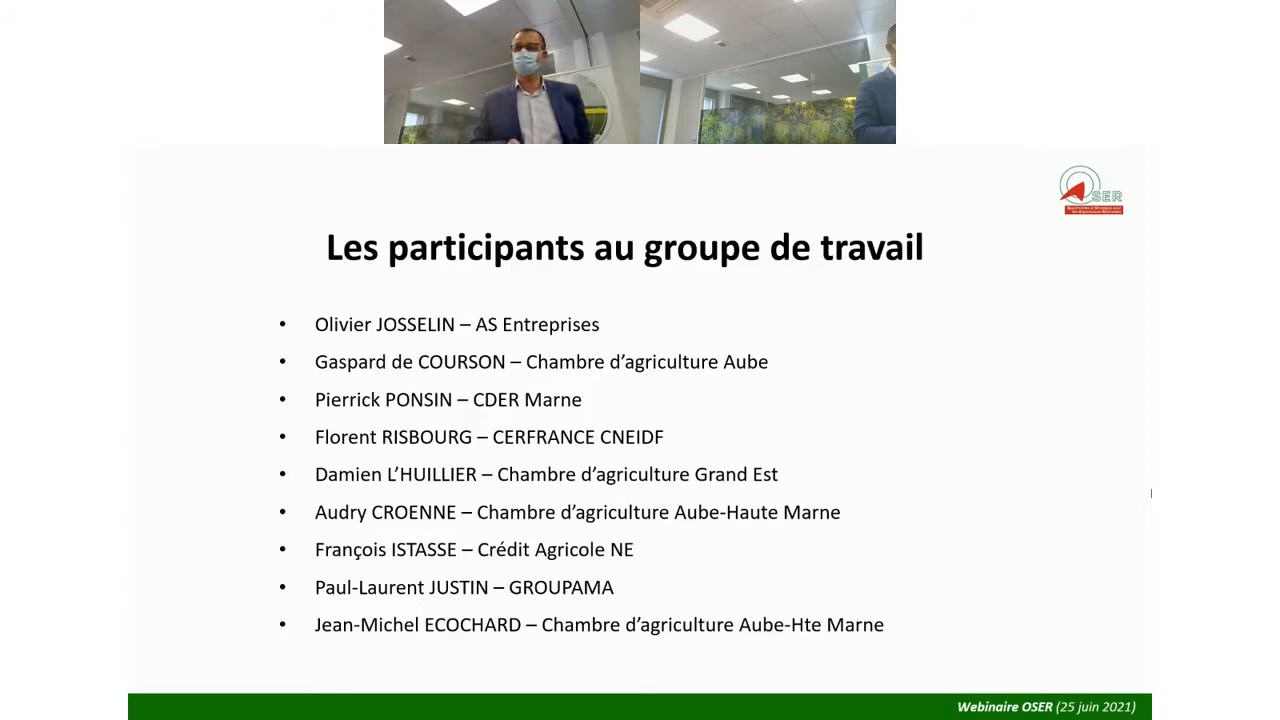 OSER
Les participants au groupe de travail
• Olivier JOSSELIN – AS Entreprises
• Gaspard de COURSON – Chambre d’agriculture Aube
• Pierrick PONSIN – CDER Marne
• Florent RISBOURG – CERFRANCE CNEIDF
• Damien L’HUILLIER – Chambre d’agriculture Grand Est
• Audry CROENNE – Chambre d’agriculture Aube-Haute Marne
• François ISTASSE – Crédit Agricole NE
• Paul-Laurent JUSTIN – GROUPAMA
• Jean-Michel ECOCHARD – Chambre d’agriculture Aube-Hte Marne
Webinaire OSER (25 juin 2021)